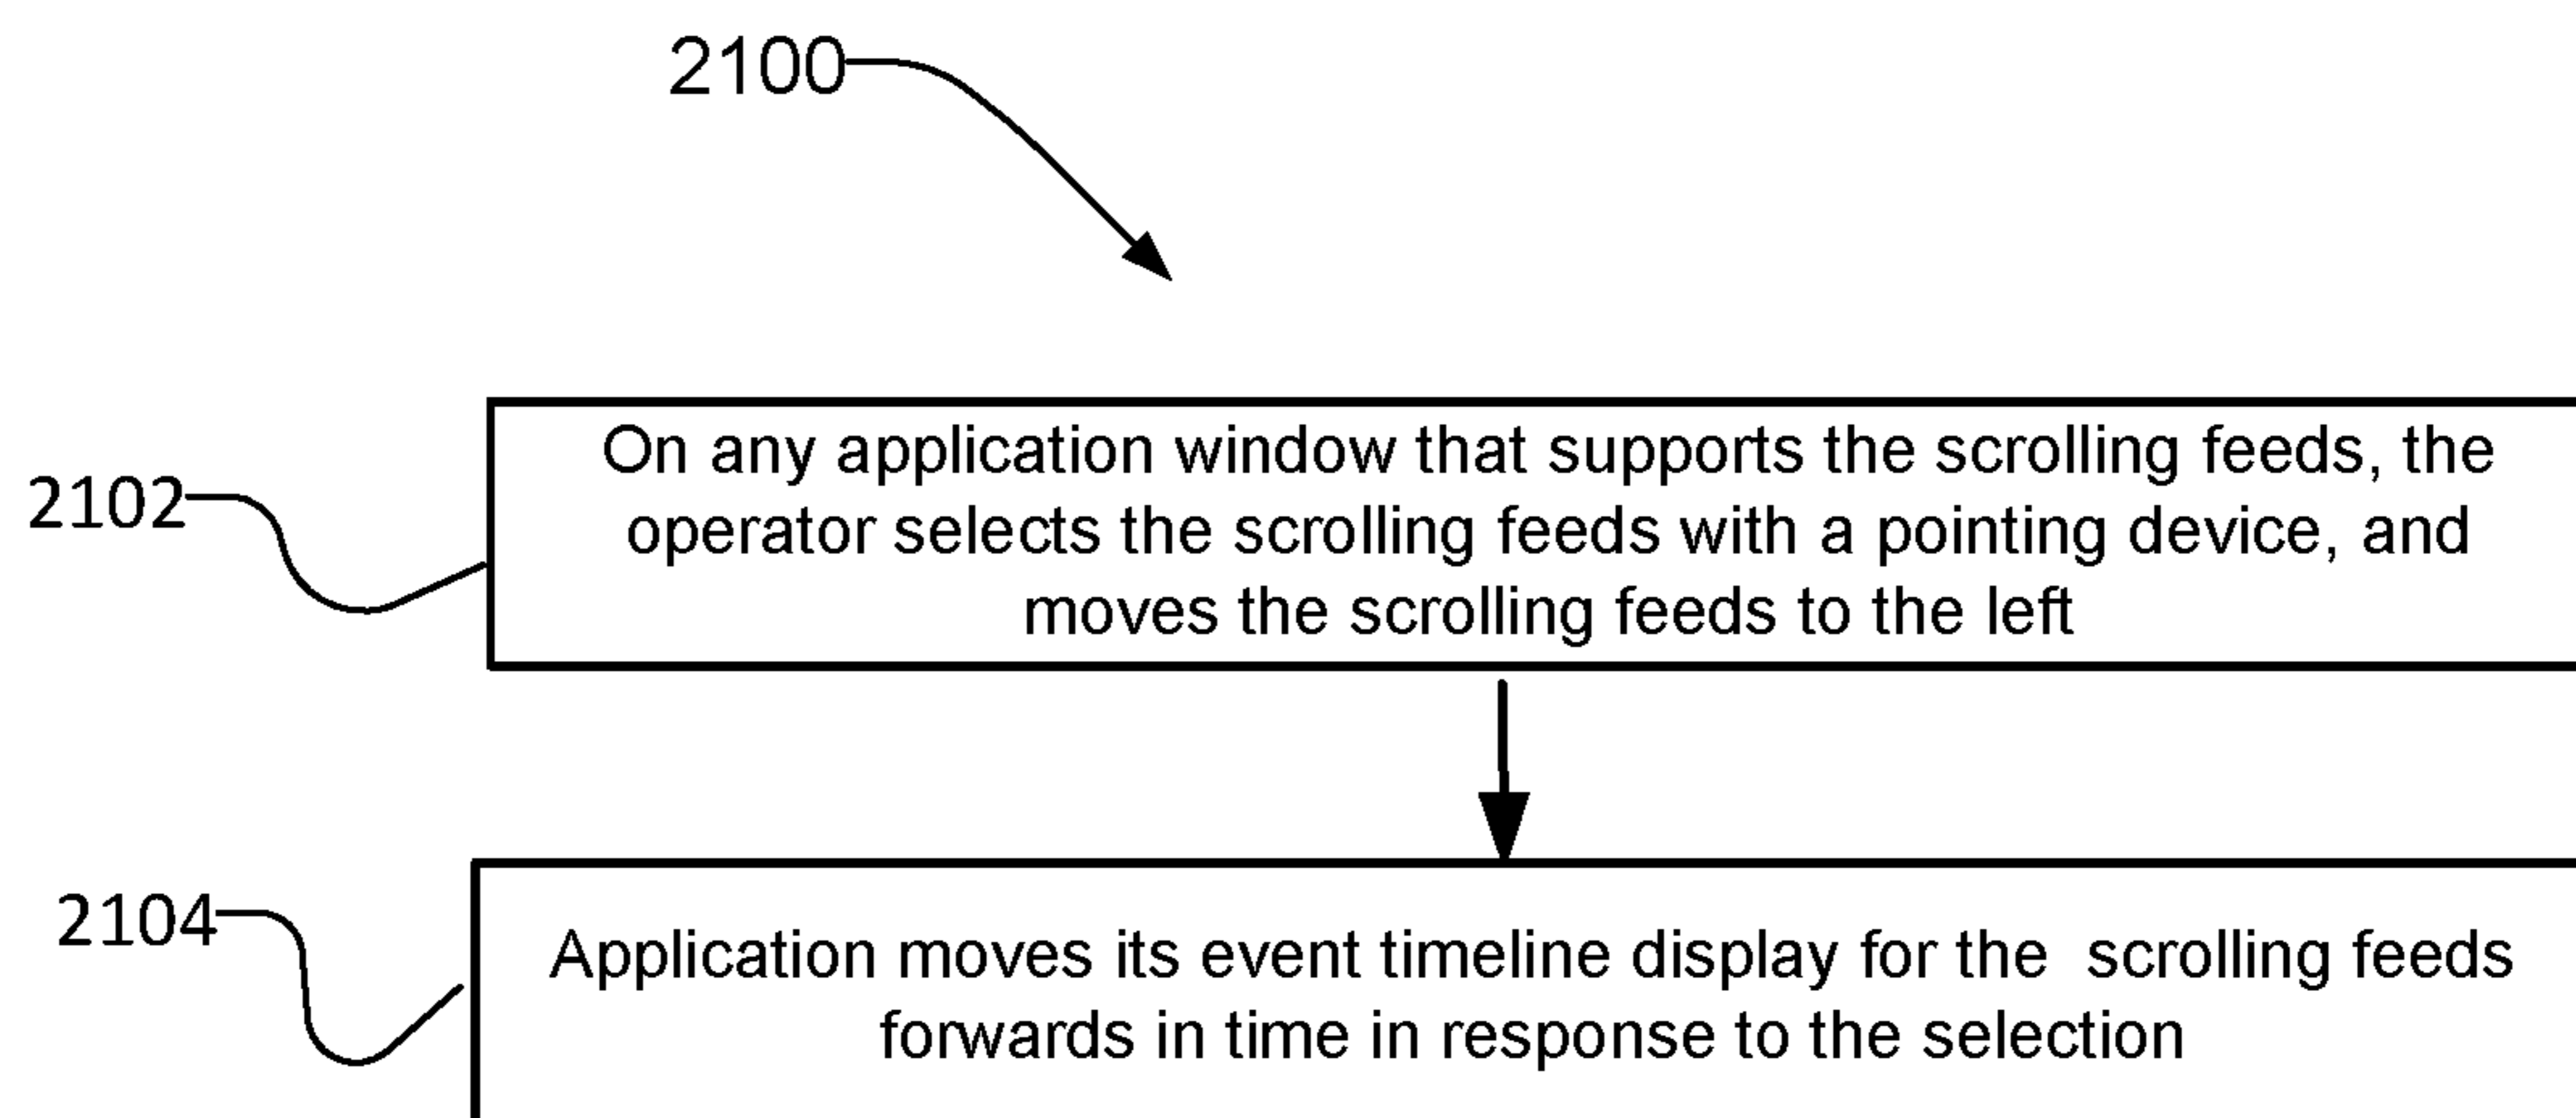 2100
2102
On any application window that supports the scrolling feeds, the
operator selects the scrolling feeds with a pointing device, and
moves the scrolling feeds to the left
2104
Application moves its event timeline display for the scrolling feeds
forwards in time in response to the selection